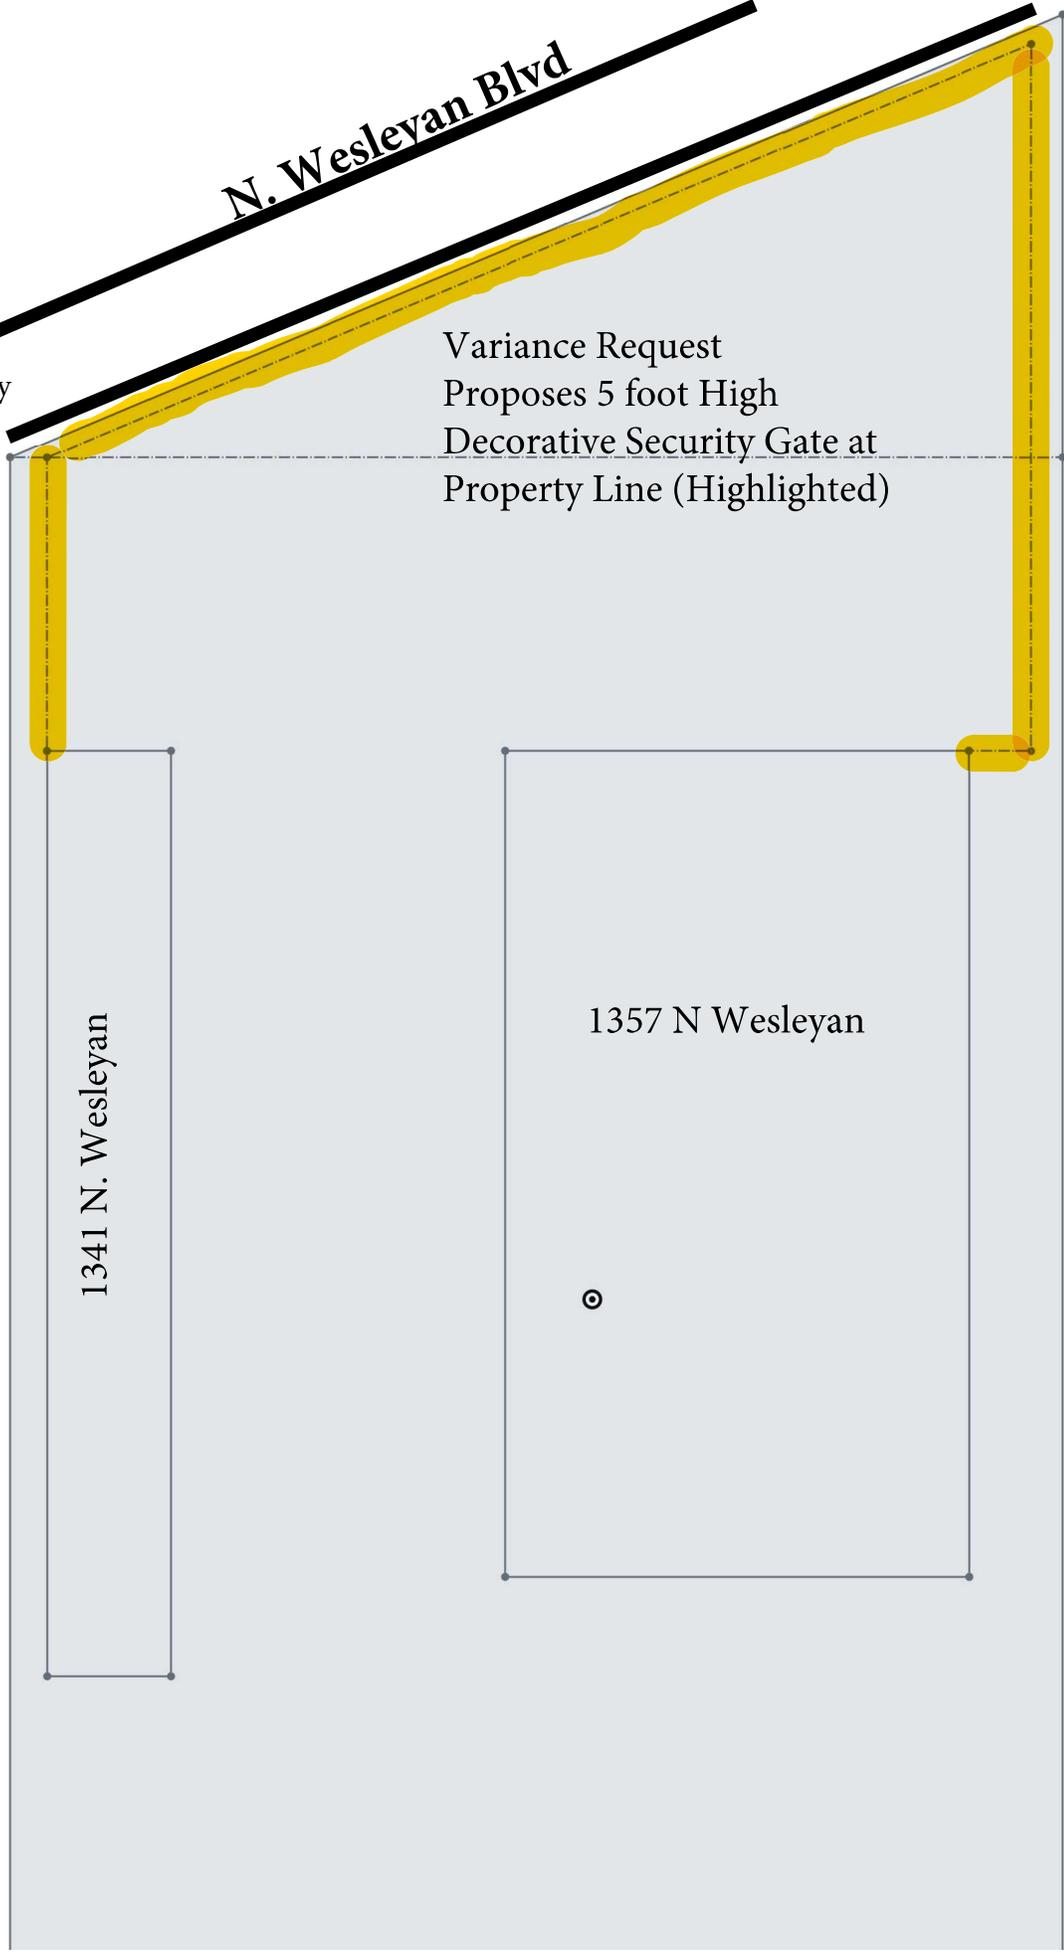 N. Wesleyan Blvd
y
Variance Request
Proposes 5 foot High
Decorative Security Gate at
Property Line (Highlighted)
1341 N. Wesleyan
1357 N Wesleyan